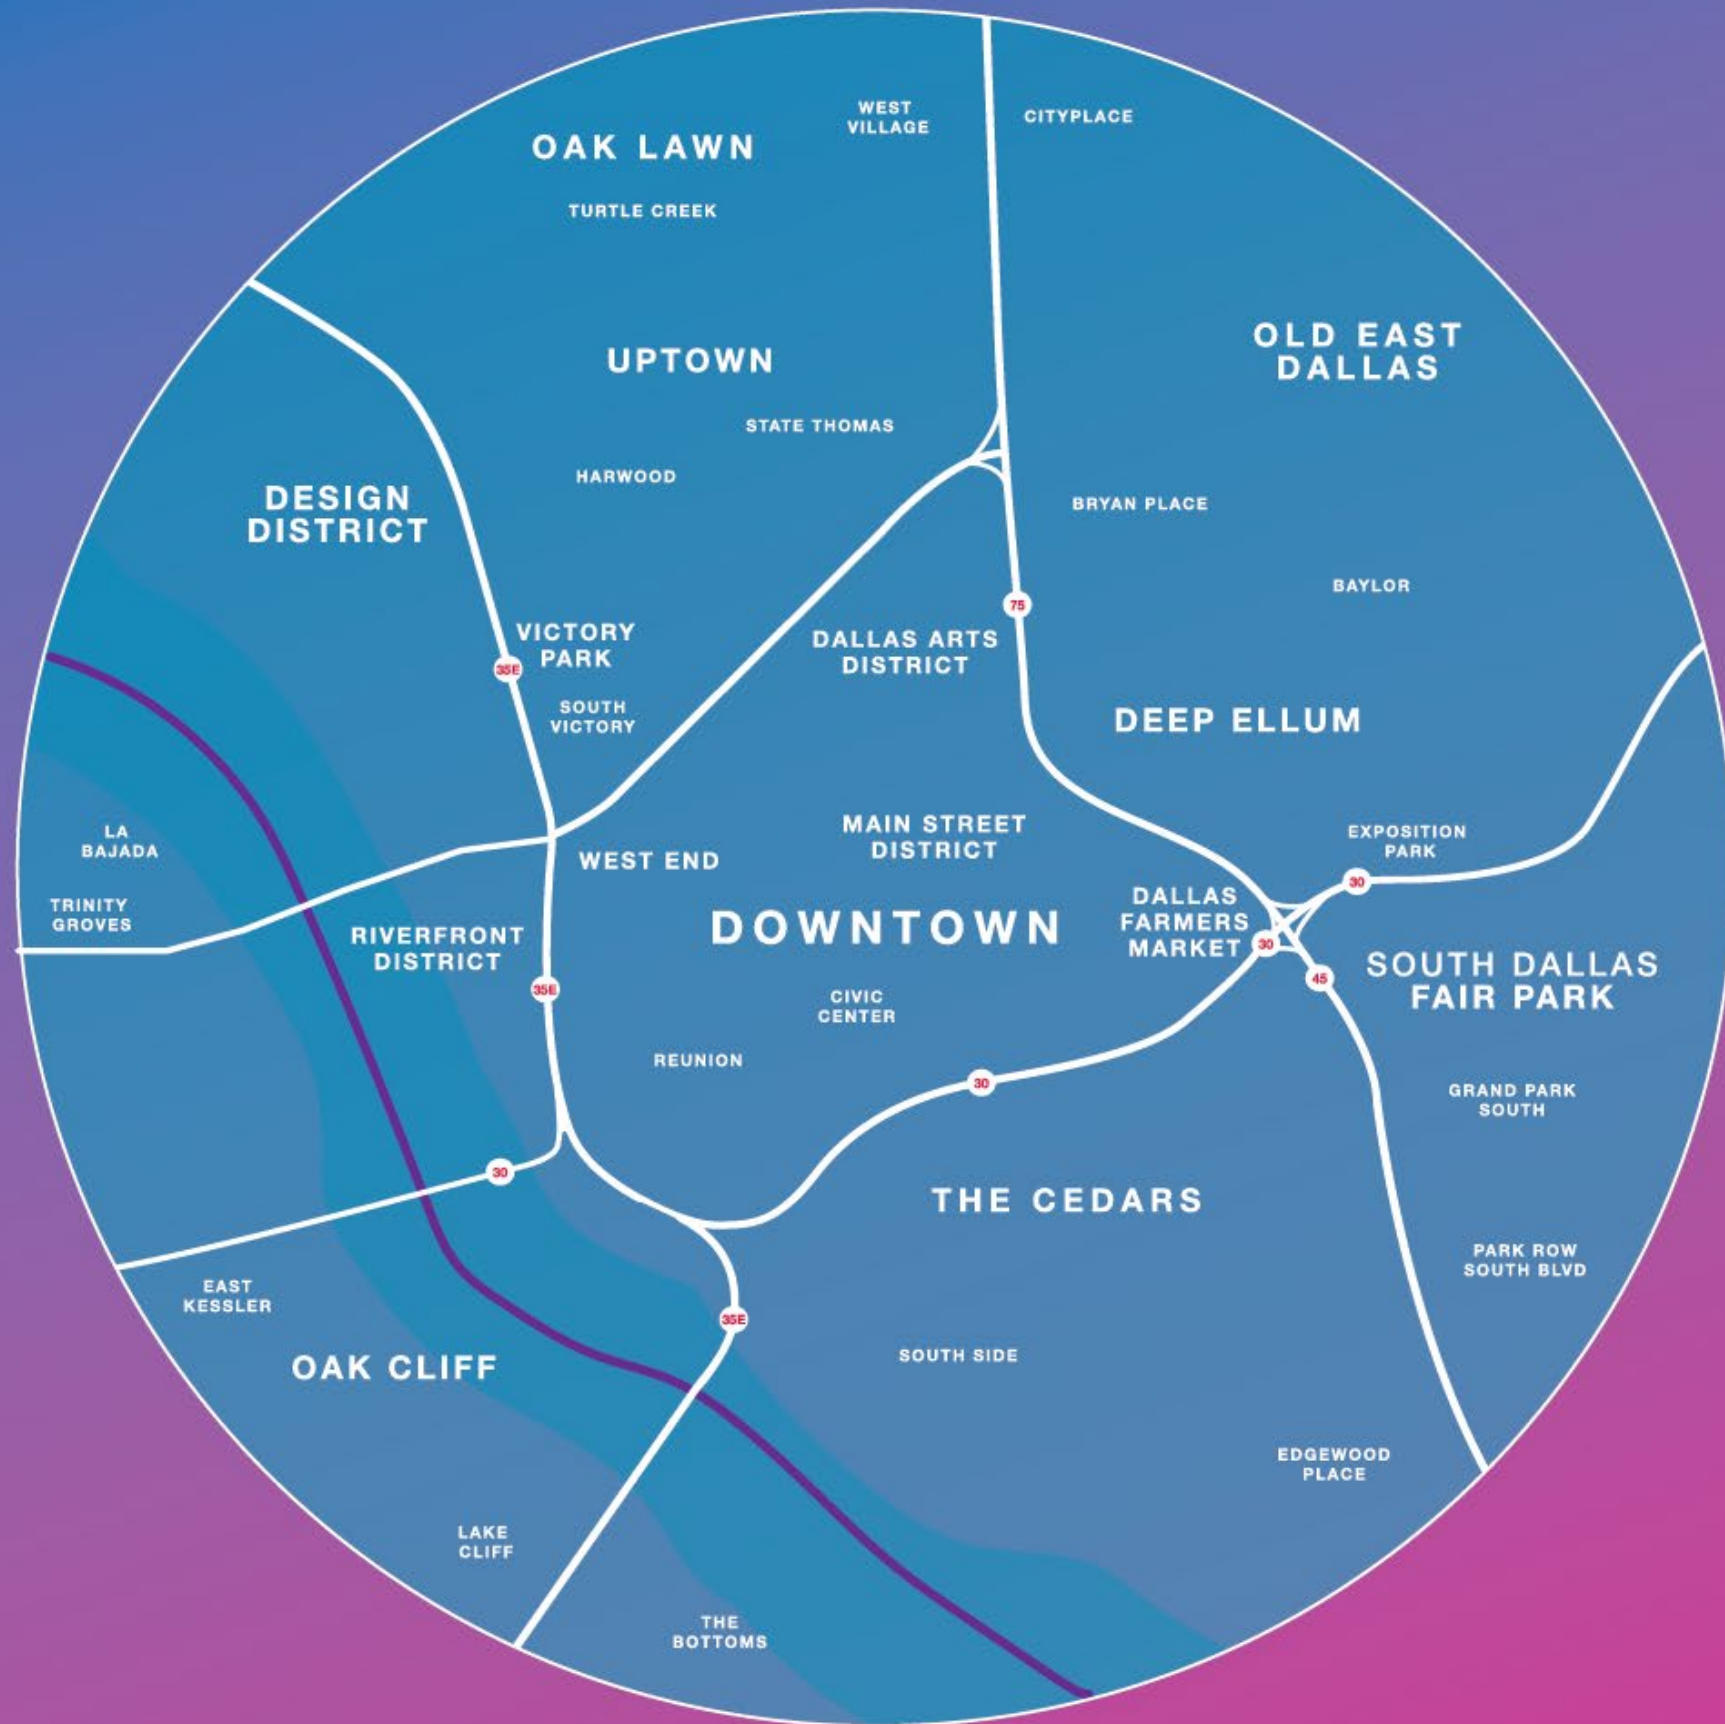 WEST
VILLAGE
CITYPLACE
OAK LAWN
TURTLE CREEK
OLD EAST
DALLAS
UPTOWN
STATE THOMAS
HARWOOD
DESIGN
DISTRICT
BRYAN PLACE
BAYLOR
75
VICTORY
PARK
35E
DALLAS ARTS
DISTRICT
SOUTH
VICTORY
DEEP ELLUM
LA
BAJADA
MAIN STREET
DISTRICT
EXPOSITION
PARK
WEST END
30
TRINITY
GROVES
DALLAS
FARMERS
MARKET
30
DOWNTOWN
RIVERFRONT
DISTRICT
SOUTH DALLAS
FAIR PARK
45
35E
CIVIC
CENTER
REUNION
30
GRAND PARK
SOUTH
30
THE CEDARS
PARK ROW
SOUTH BLVD
EAST
KESSLER
35E
OAK CLIFF
SOUTH SIDE
EDGEWOOD
PLACE
LAKE
CLIFF
THE
BOTTOMS